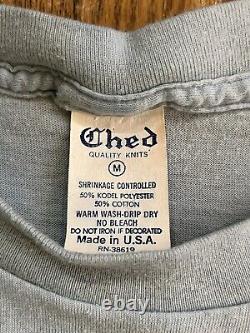 Ched
QUALITY KNITS
M
SHRINKAGE CONTROLLED
50% KODEL POLYESTER
50% COTTON
WARM WASH-DRIP DRY
NO BLEACH
DO NOT IRON IF DECORATED
Made in U.S.A.
RN-38619